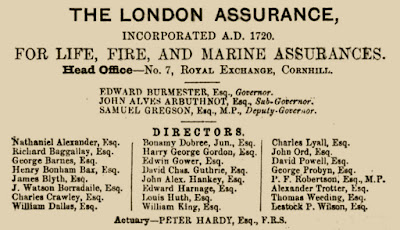 THE LONDON ASSURANCE,
INCORPORATED A.D. 1720.
FOR LIFE, FIRE, AND MARINE ASSURANCES.
Head Office—No. 7, ROYAL EXCHANGE, CORNHILL.
EDWARD BURMESTER, Esq., Governor.
JOHN ALVES ARBUTHNOT, Esq., Sub-Governor.
SAMUEL GREGSON, Esq., M.P., Deputy-Governor.
DIRECTORS.
Nathaniel Alexander, Esq.
Richard Baggallay, Esq.
George Barnes, Esq.
Henry Bonham Bax, Esq.
James Blyth, Esq.
J. Watson Borradaile, Esq.
Charles Crawley, Esq.
William Dallas, Esq.
Bonamy Dobree, Jun., Esq.
Harry George Gordon, Esq.
Edwin Gower, Esq.
David Chas. Guthrie, Esq.
John Alex. Hankey, Esq.
Edward Harnage, Esq.
Louis Huth, Esq.
William King, Esq.
Charles Lyall, Esq.
John Ord, Esq.
David Powell, Esq.
George Probyn, Esq.
P. F. Robertson, Esq., M.P.
Alexander Trotter, Esq.
Thomas Weeding, Esq.
Lestock P. Wilson, Esq.
Actuary—PETER HARDY, Esq., F.R.S.